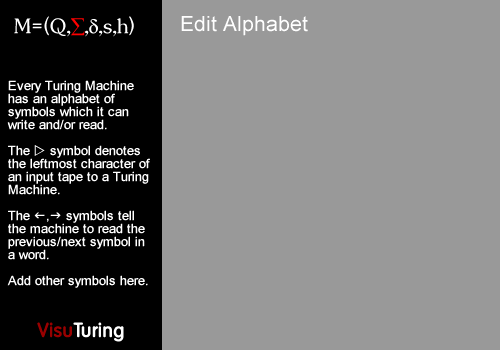 M=(Q,Σ,δ,s,h)
Edit Alphabet
Every Turing Machine
has an alphabet of
symbols which it can
write and/or read.
The ▷ symbol denotes
the leftmost character of
an input tape to a Turing
Machine.
The ←,→ symbols tell
the machine to read the
previous/next symbol in
a word.
Add other symbols here.
VisuTuring